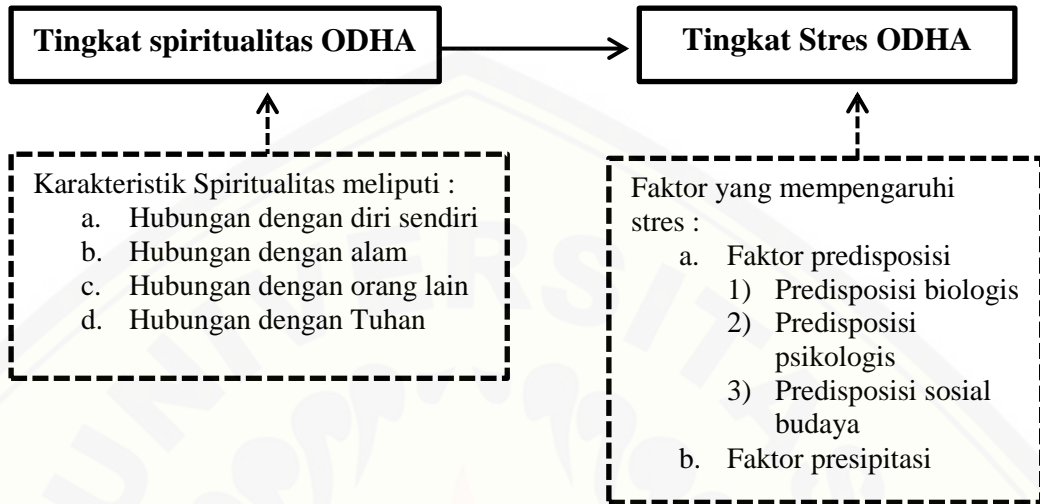 Tingkat spiritualitas ODHA
Tingkat Stres ODHA
Karakteristik Spiritualitas meliputi :
a. Hubungan dengan diri sendiri
b. Hubungan dengan alam
c. Hubungan dengan orang lain
d. Hubungan dengan Tuhan
Faktor yang mempengaruhi
stres :
a. Faktor predisposisi
1) Predisposisi biologis
2) Predisposisi
psikologis
3) Predisposisi sosial
budaya
b. Faktor presipitasi
UNIVERSITA